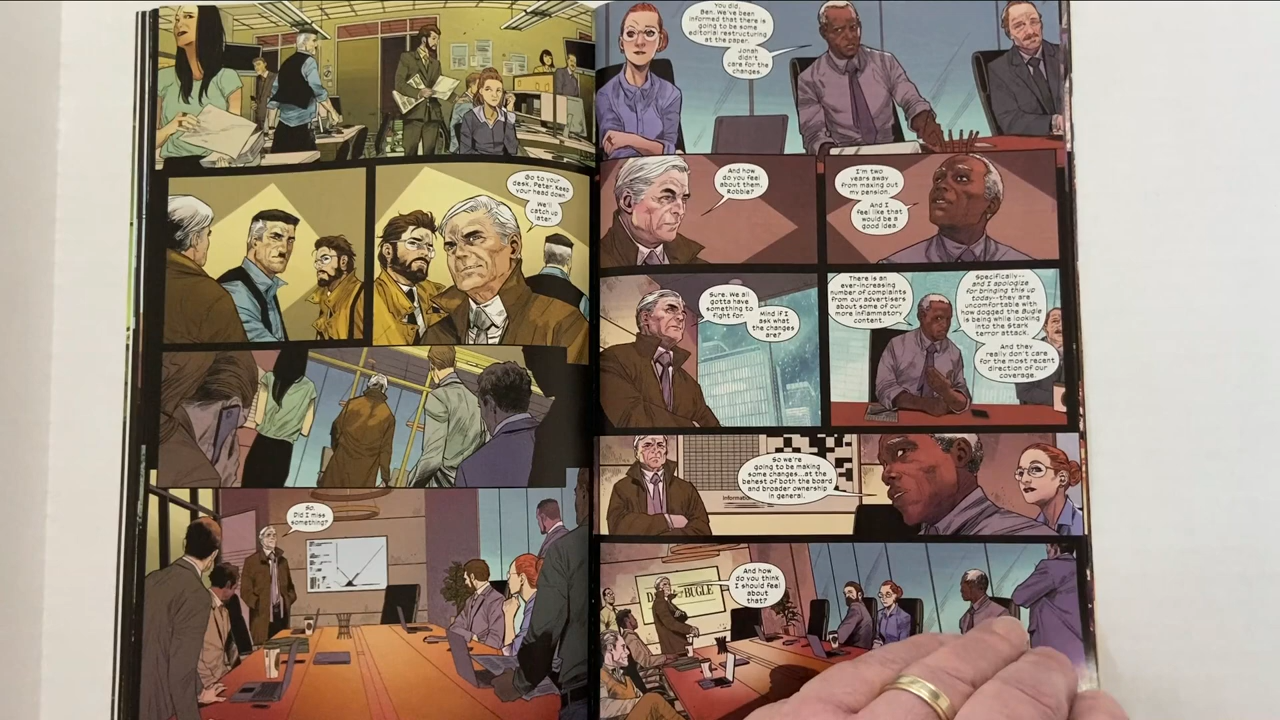 Go to your
desk, Peter. Keep
your head down.
We'll
catch up
later.
So.
Did I miss
something?
You did,
Ben. We've been
informed that there is
going to be some
editorial restructuring
at the paper.
Jonah
didn't
care for the
changes.
And how
do you feel
about them,
Robbie?
I'm two
years away
from maxing out
my pension.
And I
feel like that
would be a
good idea.
Sure. We all
gotta have
something to
fight for.
Mind if I
ask what
the changes
are?
There is an
ever-increasing
number of complaints
from our advertisers
about some of our
more inflammatory
content.
Specifically--
and I apologize
for bringing this up
today--they are
uncomfortable with
how dogged the Bugle
is being while looking
into the Stark
terror attack.
And they
really don't care
for the most recent
direction of our
coverage.
So we're
going to be making
some changes...at the
behest of both the board
and broader ownership
in general.
And how
do you think
I should feel
about
that?
BUGLE